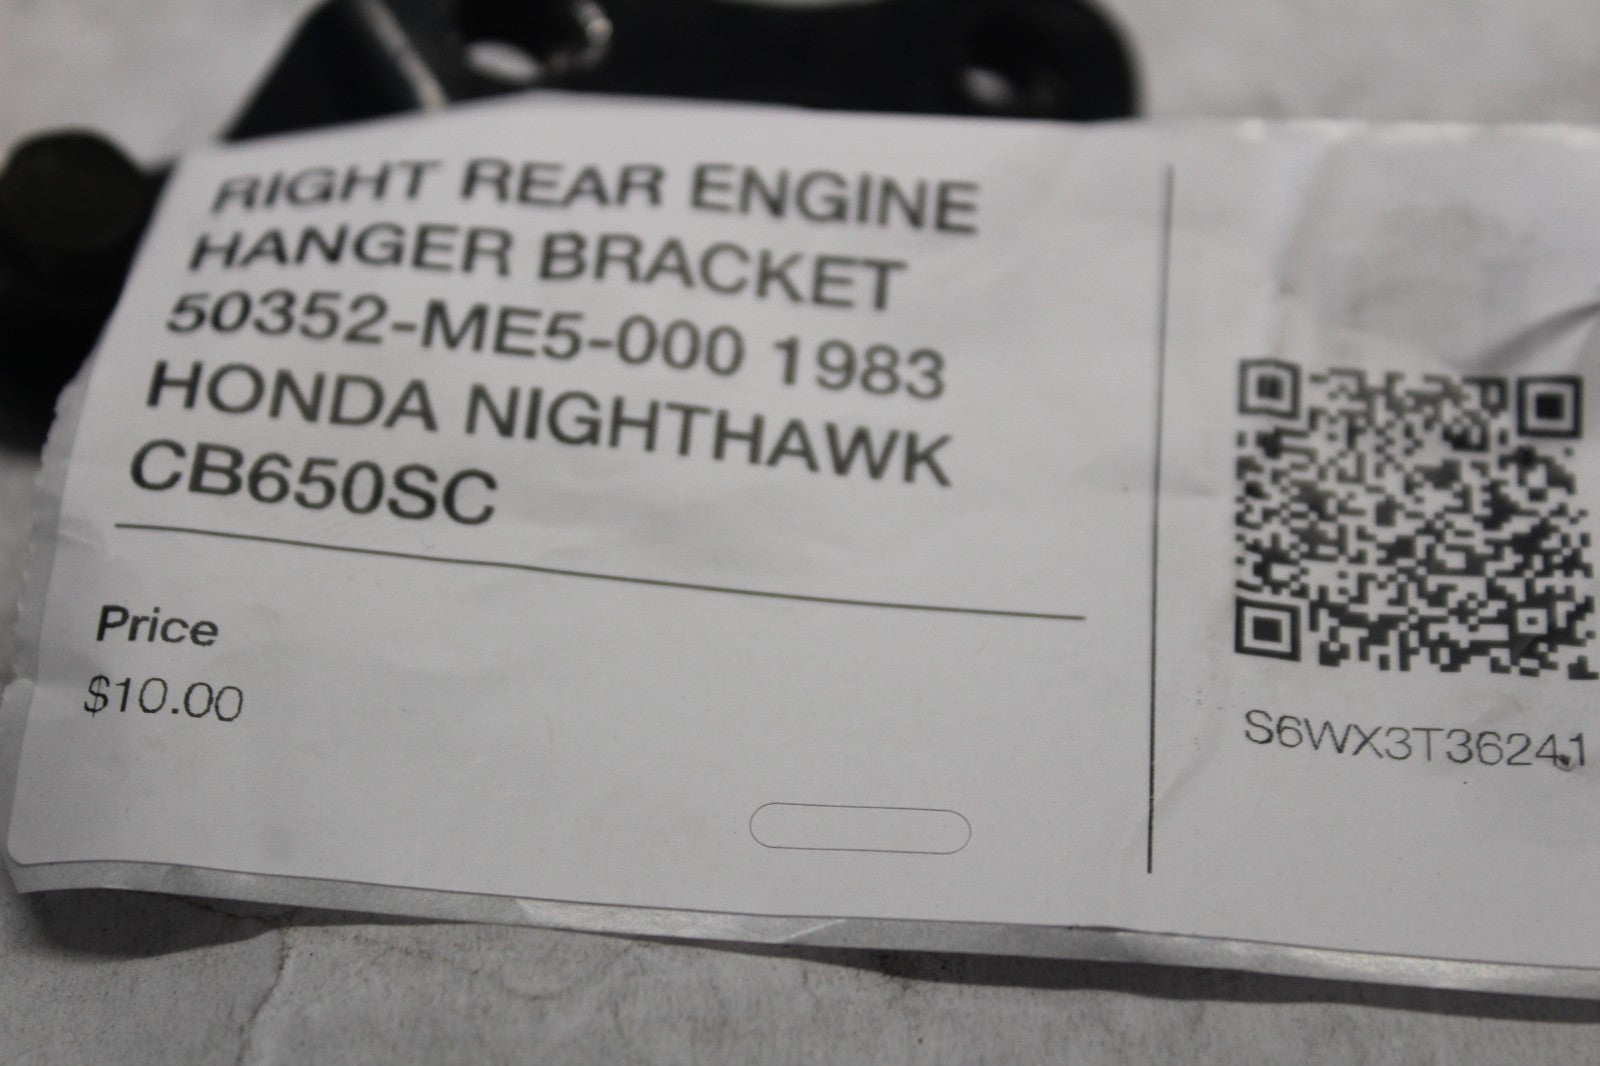 RIGHT REAR ENGINE
HANGER BRACKET
50352-ME5-000 1983
HONDA NIGHTHAWK
CB650SC
Price
$10.00
S6WX3T36241